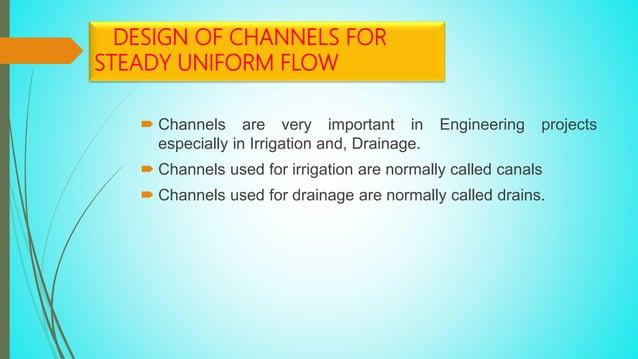 DESIGN OF CHANNELS FOR
STEADY UNIFORM FLOW
Channels are very important in Engineering projects
especially in Irrigation and, Drainage.
Channels used for irrigation are normally called canals
Channels used for drainage are normally called drains.